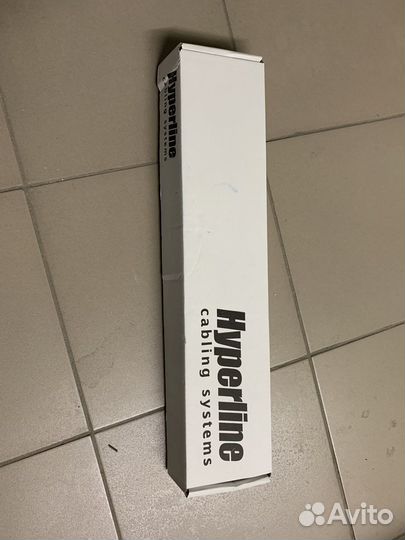 Hyperline
cabling systems
Hyperline
cabling systems
Avito